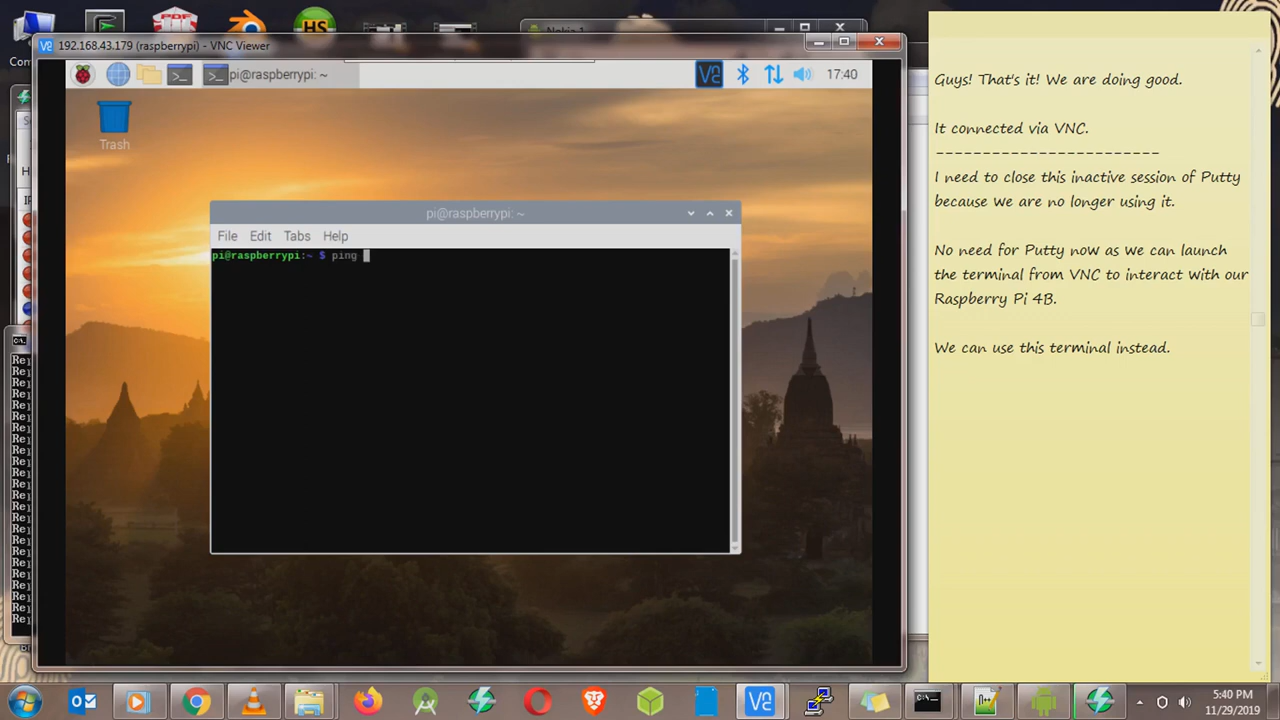 PDF
HS
Com
192.168.43.179 (raspberrypi) - VNC Viewer
pi@raspberrypi: ~
17:40
Trash
pi@raspberrypi: ~
File Edit Tabs Help
pi@raspberrypi:~ $ ping
Guys! That's it! We are doing good.
It connected via VNC.
------------------------
I need to close this inactive session of Putty
because we are no longer using it.
No need for Putty now as we can launch
the terminal from VNC to interact with our
Raspberry Pi 4B.
We can use this terminal instead.
5:40 PM
11/29/2019